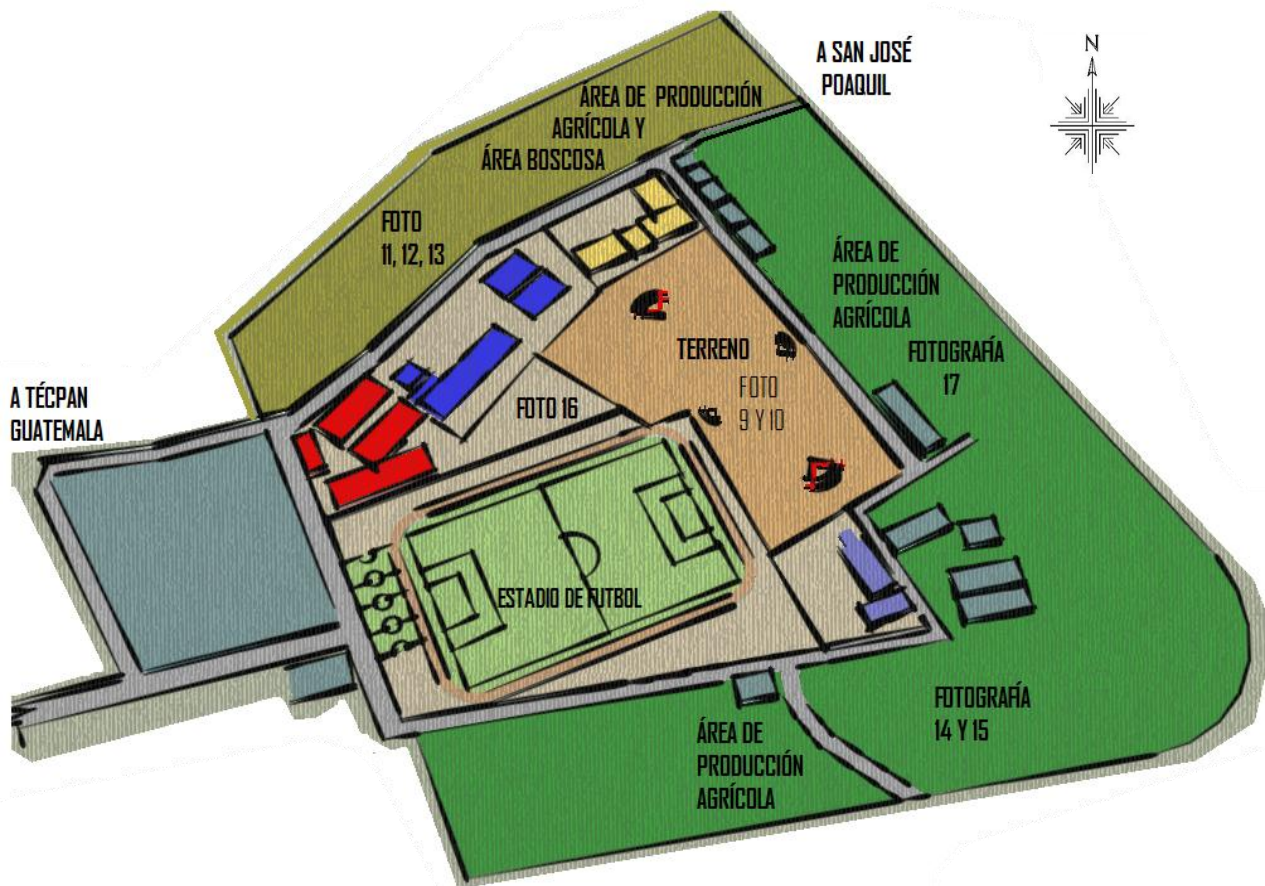 A SAN JOSÉ
POAQUIL
N
ÁREA DE PRODUCCIÓN
AGRÍCOLA Y
ÁREA BOSCOSA
FOTO
11, 12, 13
ÁREA DE
PRODUCCIÓN
AGRÍCOLA
FOTOGRAFÍA
17
TERRENO
FOTO
9 Y 10
A TÉCPAN
GUATEMALA
FOTO 16
ESTADIO DE FUTBOL
FOTOGRAFÍA
14 Y 15
ÁREA DE
PRODUCCIÓN
AGRÍCOLA